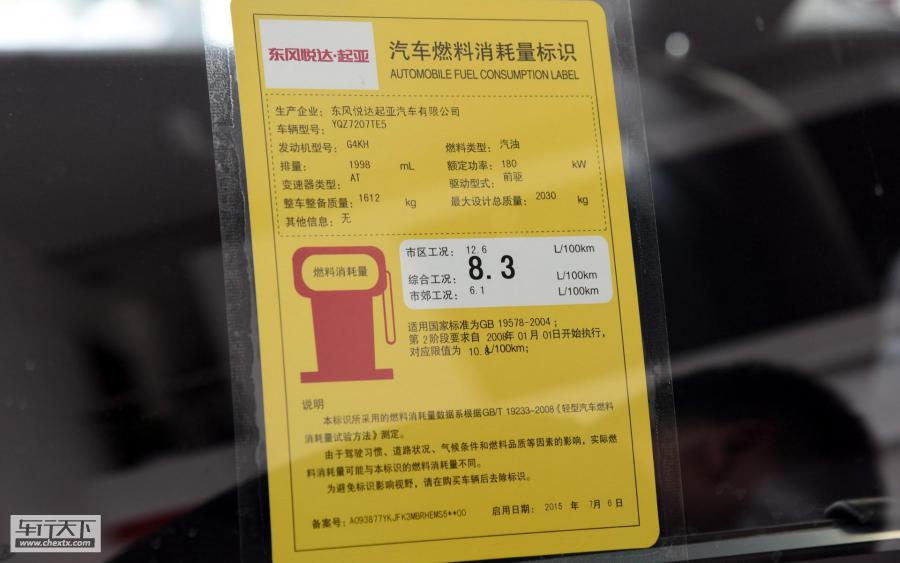 东风悦达·起亚
汽车燃料消耗量标识
AUTOMOBILE FUEL CONSUMPTION LABEL
生产企业: 东风悦达起亚汽车有限公司
车辆型号: YQZ7207TE5
发动机型号: G4KH 燃料类型: 汽油
排量: 1998 mL 额定功率: 180 kW
变速器类型: AT 驱动型式: 前驱
整车整备质量: 1612 kg 最大设计总质量: 2030 kg
其他信息: 无
燃料消耗量
市区工况: 12.6 L/100km
综合工况: 8.3 L/100km
市郊工况: 6.1 L/100km
适用国家标准为GB 19578-2004 ;
第 2 阶段要求自 2008年 01 月 01日开始执行,
对应限值为 10.8 L/100km;
说明
本标识所采用的燃料消耗量数据系根据GB/T 19233-2008《轻型汽车燃料
消耗量试验方法》测定。
由于驾驶习惯、道路状况、气候条件和燃料品质等因素的影响, 实际燃
料消耗量可能与本标识的燃料消耗量不同。
为避免标识影响视野, 请在购买车辆后去除标识。
备案号: A093877YKJFK3MBRHEMS5**00 启用日期: 2015 年 7月 6 日
车行天下
www.chextx.com